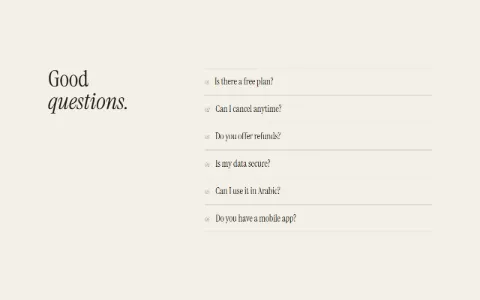 Good
questions.
Is there a free plan?
Can I cancel anytime?
Do you offer refunds?
Is my data secure?
Can I use it in Arabic?
Do you have a mobile app?